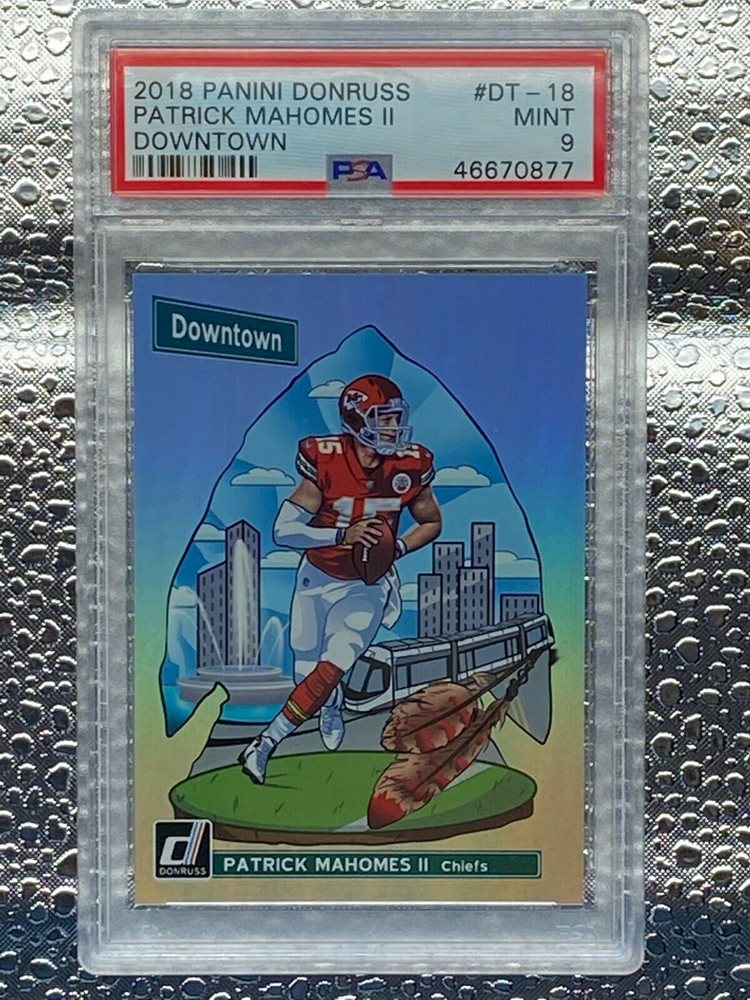 2018 PANINI DONRUSS #DT-18
PATRICK MAHOMES II MINT
DOWNTOWN 9
PSA 46670877
Downtown
15
15
DONRUSS
PATRICK MAHOMES II Chiefs